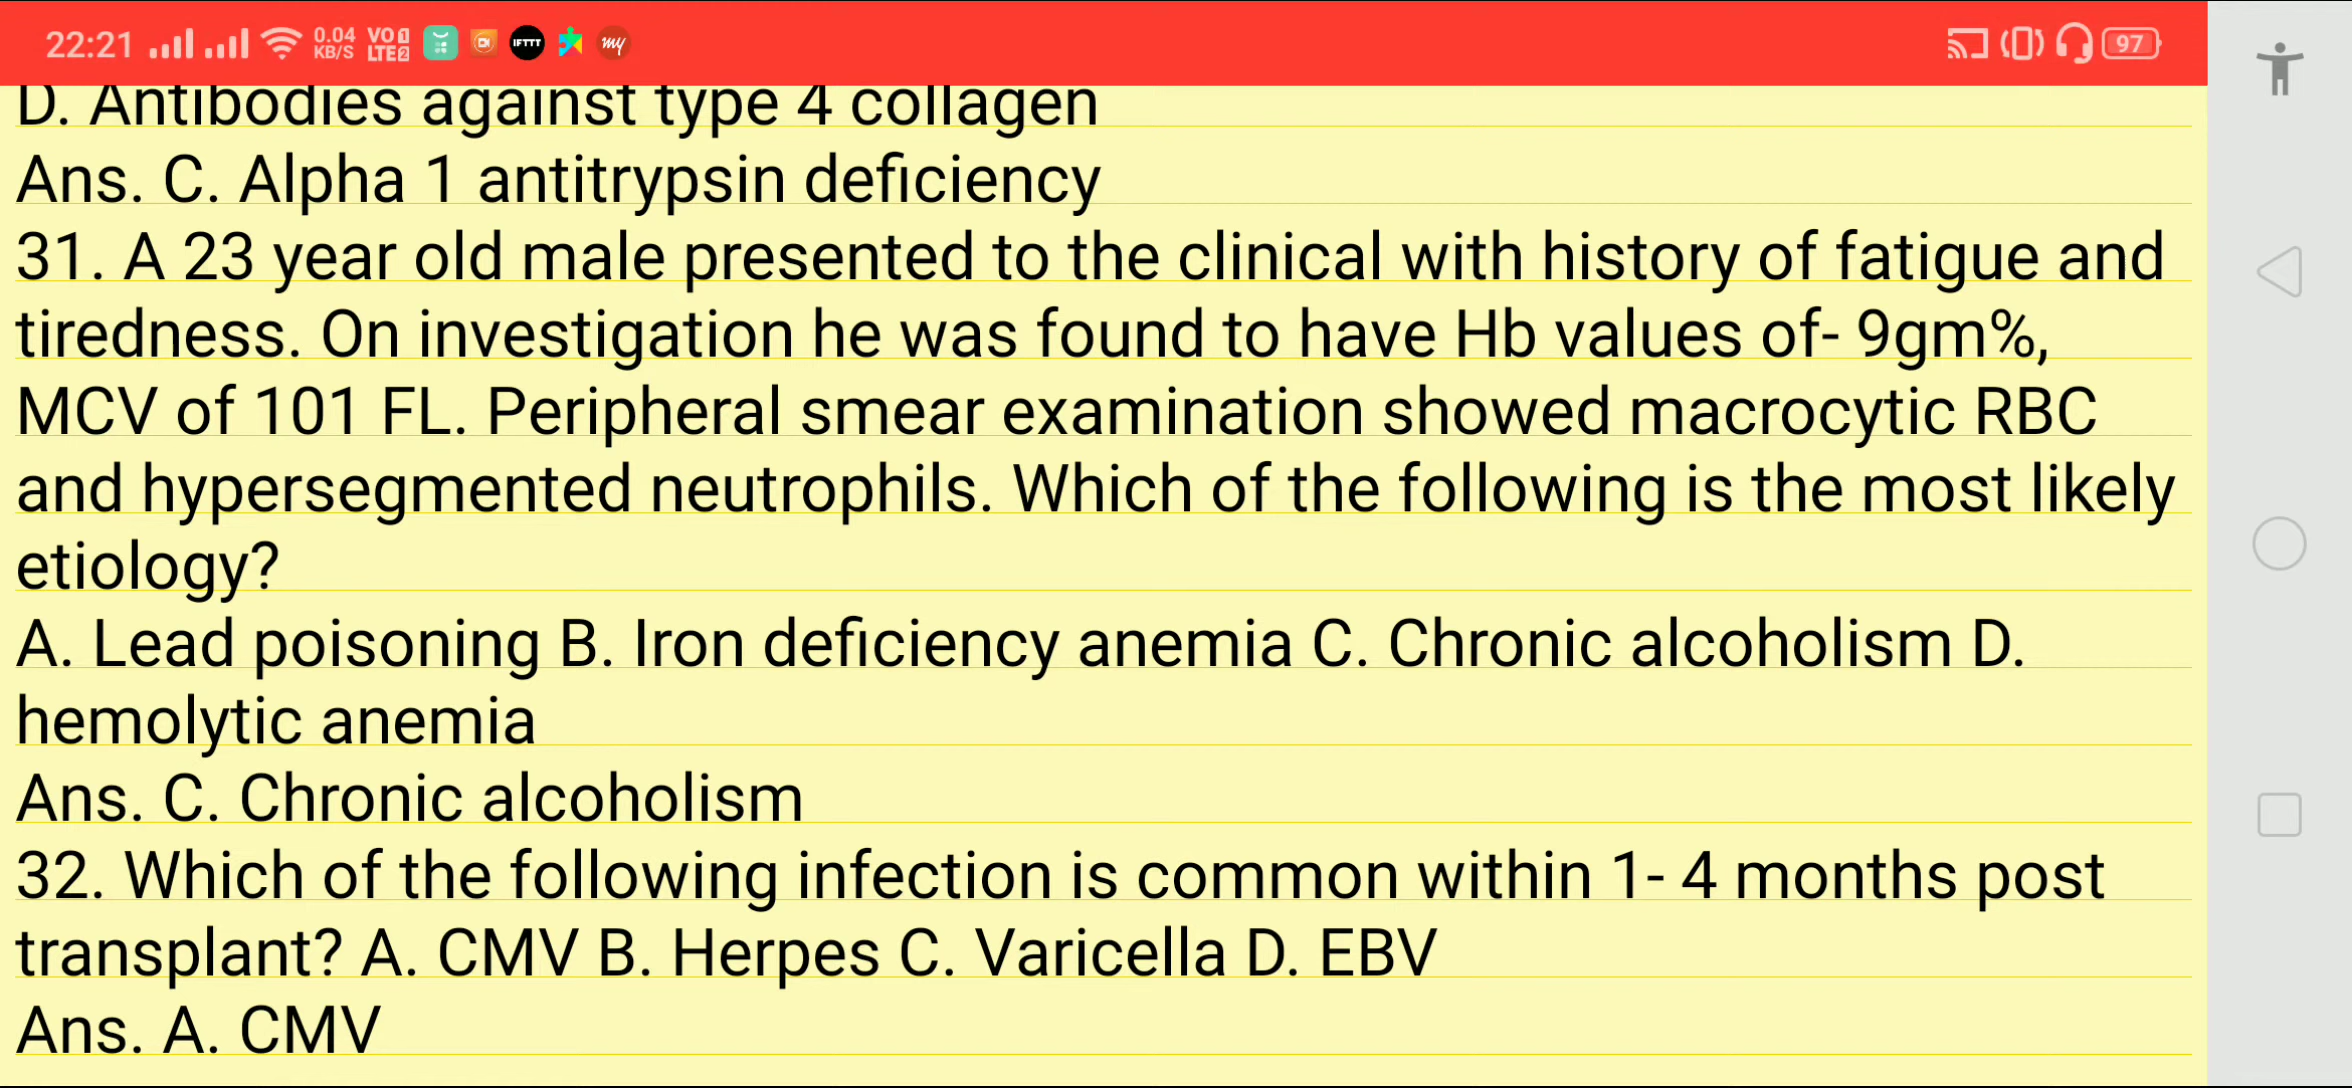 22:21 0.04 KB/S VO 1 LTE 2 IFTTT my 97
D. Antibodies against type 4 collagen
Ans. C. Alpha 1 antitrypsin deficiency
31. A 23 year old male presented to the clinical with history of fatigue and
tiredness. On investigation he was found to have Hb values of- 9gm%,
MCV of 101 FL. Peripheral smear examination showed macrocytic RBC
and hypersegmented neutrophils. Which of the following is the most likely
etiology?
A. Lead poisoning B. Iron deficiency anemia C. Chronic alcoholism D.
hemolytic anemia
Ans. C. Chronic alcoholism
32. Which of the following infection is common within 1- 4 months post
transplant? A. CMV B. Herpes C. Varicella D. EBV
Ans. A. CMV